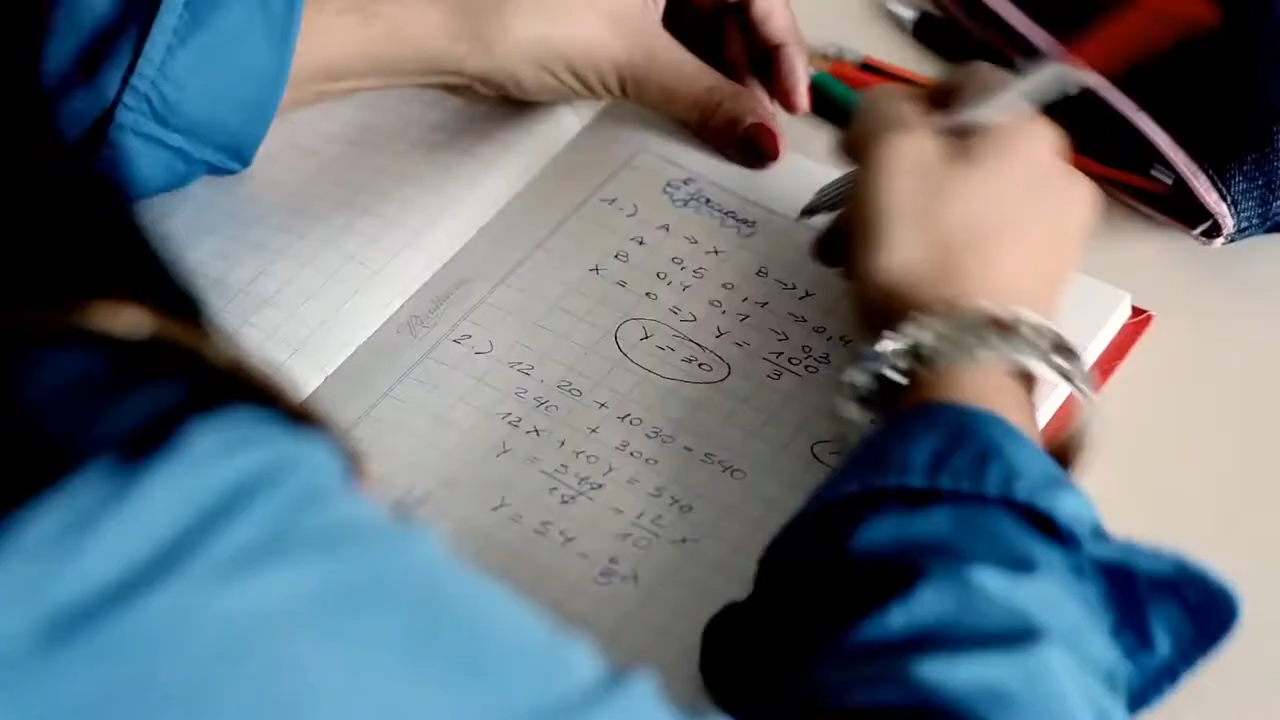 Ejercicios
1.) A → X B → Y
A 0,5 0,1 → 0,4
B 0,4 0,1 → 0,3
X = 0 => Y = 100/3
Y = 30
2.) 12 . 20 + 10 30 = 540
240 + 300
12X + 10Y = 540
Y = 540/10 - 12/10 X
Y = 54 -